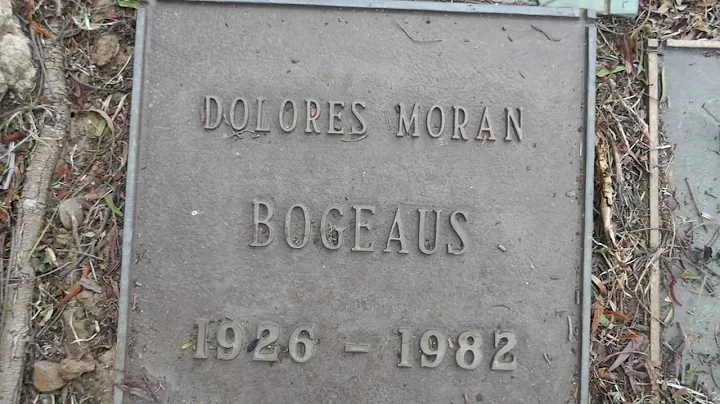 DOLORES MORAN
BOGEAUS
1926 - 1982